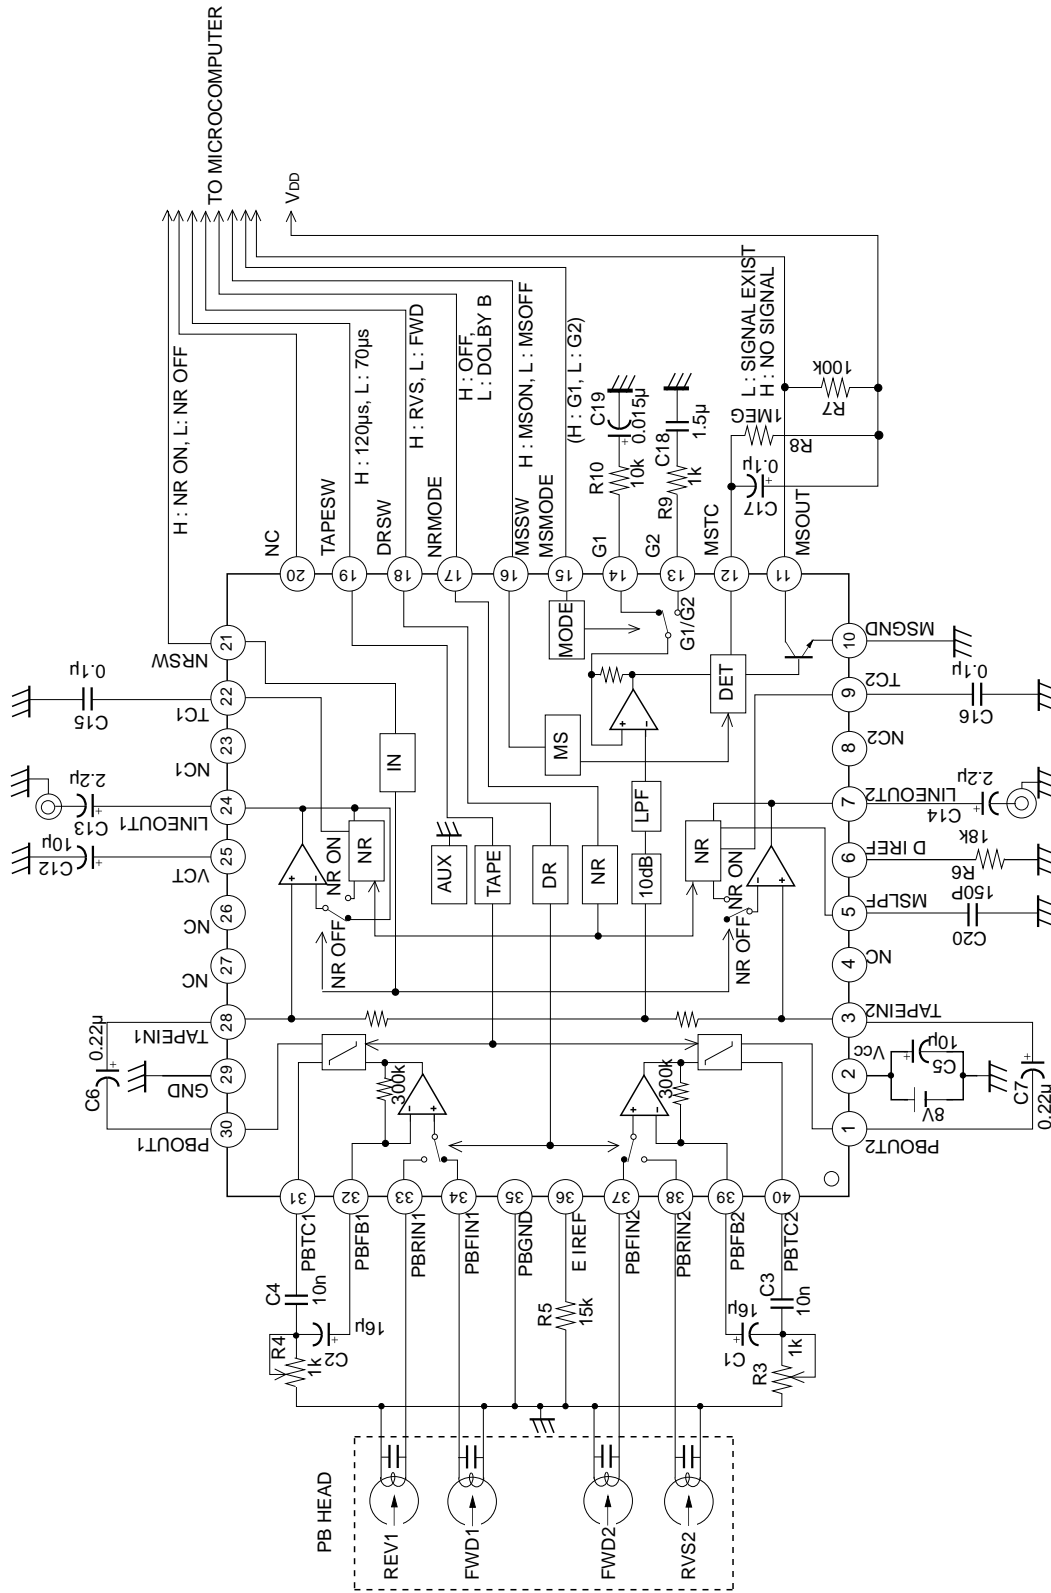 TO MICROCOMPUTER
VDD
H : NR ON, L : NR OFF
H : 120μs, L : 70μs
H : RVS, L : FWD
H : OFF,
L : DOLBY B
H : MSON, L : MSOFF
(H : G1, L : G2)
L : SIGNAL EXIST
H : NO SIGNAL
NC
20
TAPESW
19
DRSW
18
NRMODE
17
MSSW
16
MSMODE
15
G1
14
R10
10k
C19
0.015μ
G2
13
R9
1k
C18
1.5μ
MSTC
12
C17
0.1μ
R8
1MEG
R7
100k
MSOUT
11
21
NRSW
22
TC1
C15
0.1μ
23
NC1
24
LINEOUT1
C13
2.2μ
25
VCT
C12
10μ
26
NC
27
NC
28
TAPEIN1
C6
0.22μ
29
GND
30
PBOUT1
IN
AUX
TAPE
DR
NR
10dB
LPF
MS
MODE
DET
G1/G2
NR
NR ON
NR OFF
NR
NR ON
NR OFF
300k
300k
10
MSGND
9
TC2
C16
0.1μ
8
NC2
7
LINEOUT2
C14
2.2μ
6
D IREF
R6
18k
5
MSLPF
C20
150P
4
NC
3
TAPEIN2
2
Vcc
C5
10μ
8V
C7
0.22μ
1
PBOUT2
31
PBTC1
C4
10n
R4
1k
32
PBFB1
C2
16μ
33
PBRIN1
34
PBFIN1
35
PBGND
36
E IREF
R5
15k
37
PBFIN2
38
PBRIN2
39
PBFB2
C1
16μ
40
PBTC2
C3
10n
R3
1k
PB HEAD
REV1
FWD1
FWD2
RVS2